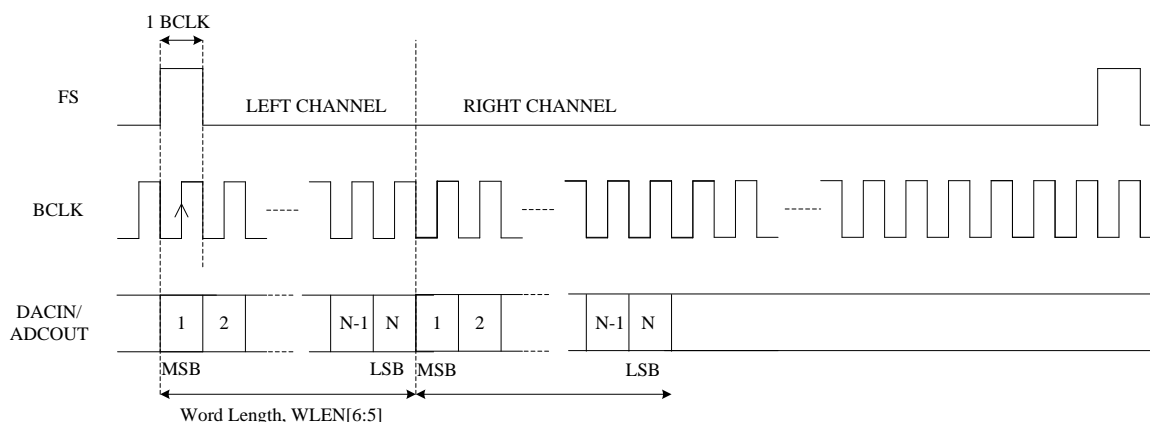 1 BCLK
FS
LEFT CHANNEL
RIGHT CHANNEL
BCLK
DACIN/
ADCOUT
1 2 N-1 N 1 2 N-1 N
MSB LSB MSB LSB
Word Length, WLEN[6:5]